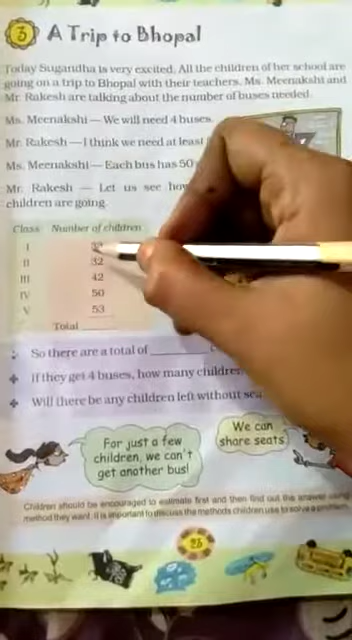 3 A Trip to Bhopal
Today Sugandha is very excited. All the children of her school are
going on a trip to Bhopal with their teachers. Ms. Meenakshi and
Mr. Rakesh are talking about the number of buses needed.
Ms. Meenakshi — We will need 4 buses.
Mr. Rakesh — I think we need at least
Ms. Meenakshi — Each bus has 50
Mr. Rakesh — Let us see how
children are going.
Class Number of children
I
II 32
III 42
IV 50
V 53
Total ______
So there are a total of ________
If they get 4 buses, how many children
Will there be any children left without
For just a few
children, we can't
get another bus!
We can
share seats
Children should be encouraged to estimate first and then find out the answer using
method they want. It is important to discuss the methods children use to solve a problem.